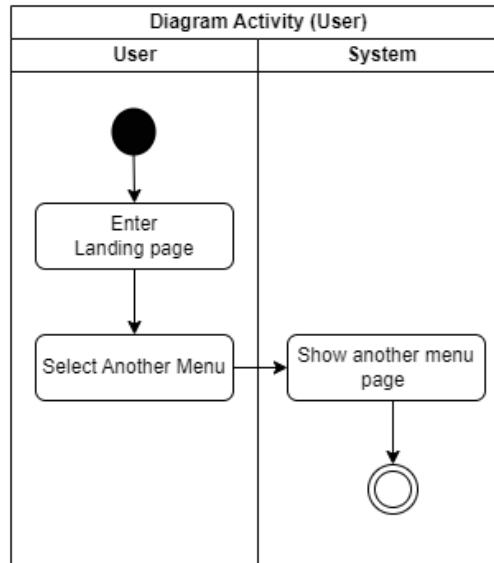 Diagram Activity (User)
User
System
Enter
Landing page
Select Another Menu
Show another menu
page